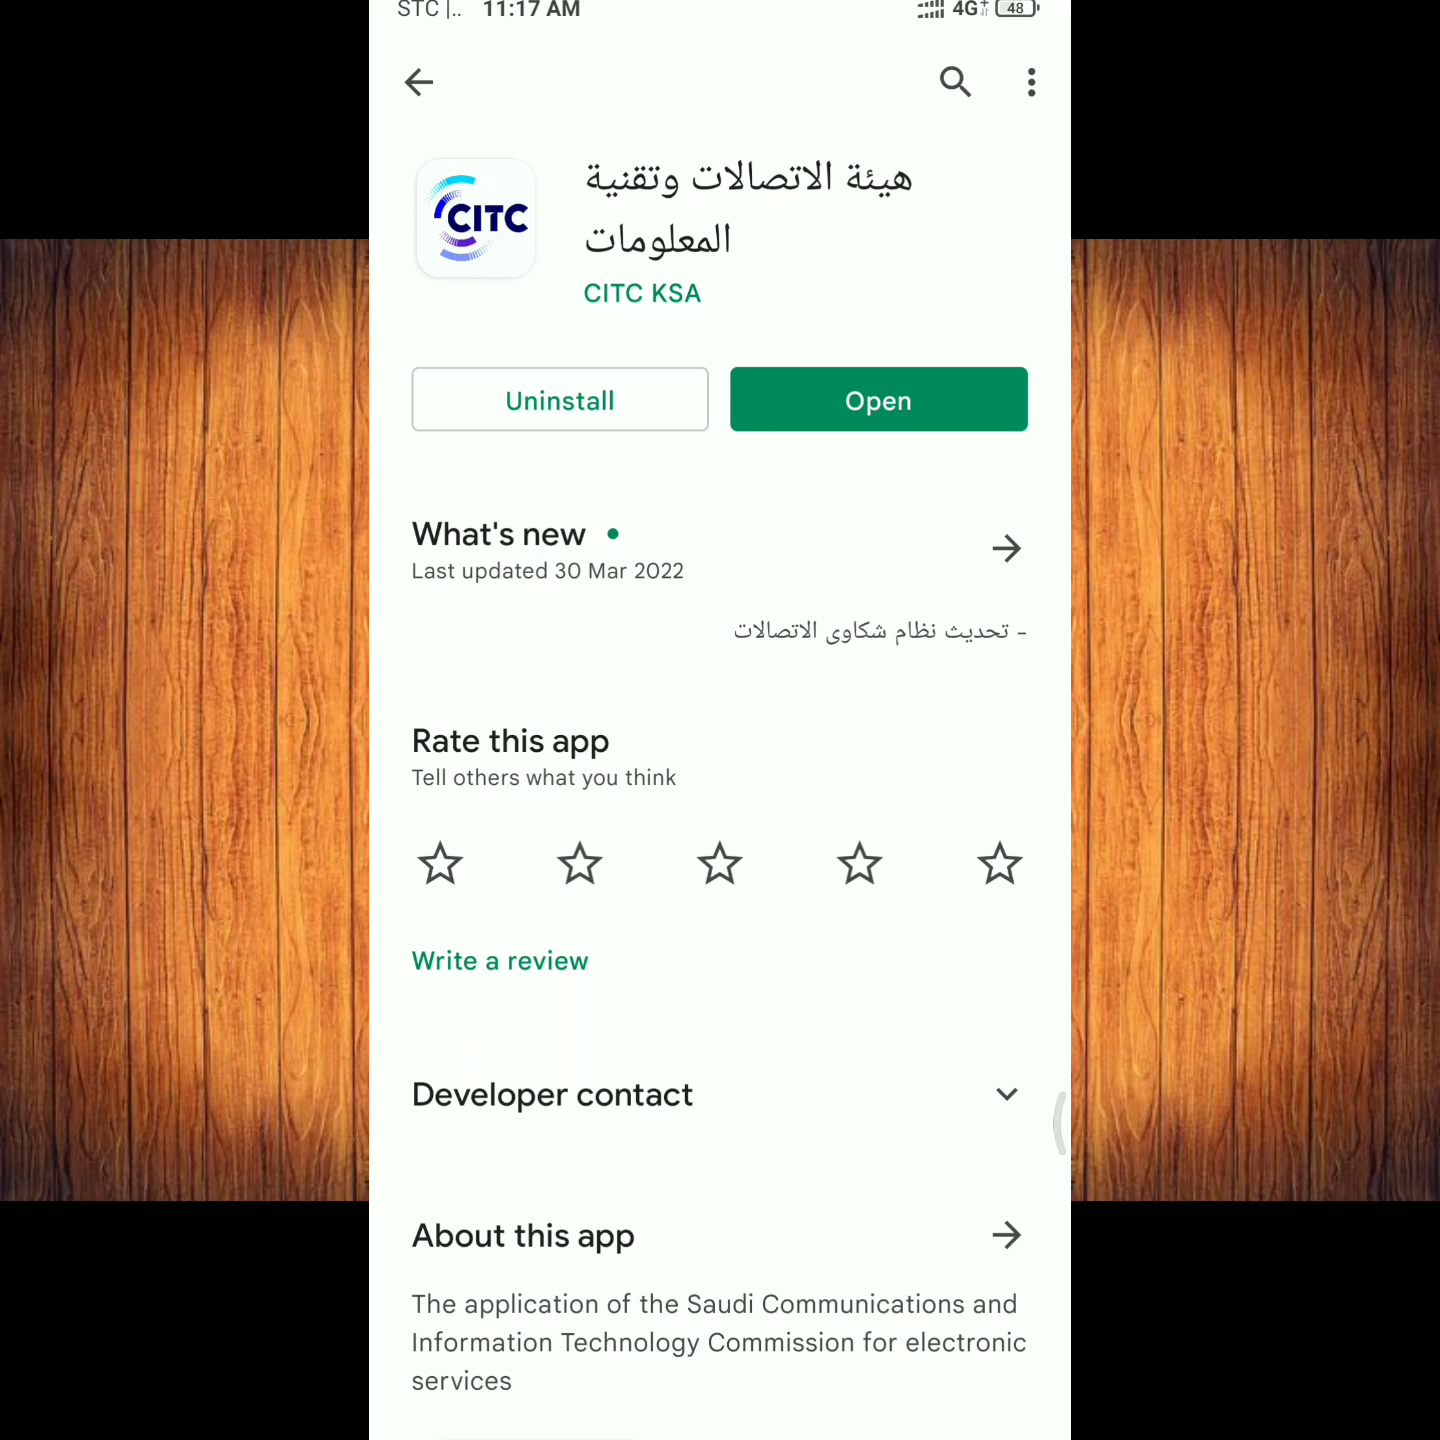 STC |.. 11:17 AM 4G+ 48
هيئة الاتصالات وتقنية
المعلومات
CITC
CITC KSA
Uninstall Open
What's new
Last updated 30 Mar 2022
- تحديث نظام شكاوى الاتصالات
Rate this app
Tell others what you think
Write a review
Developer contact
About this app
The application of the Saudi Communications and
Information Technology Commission for electronic
services